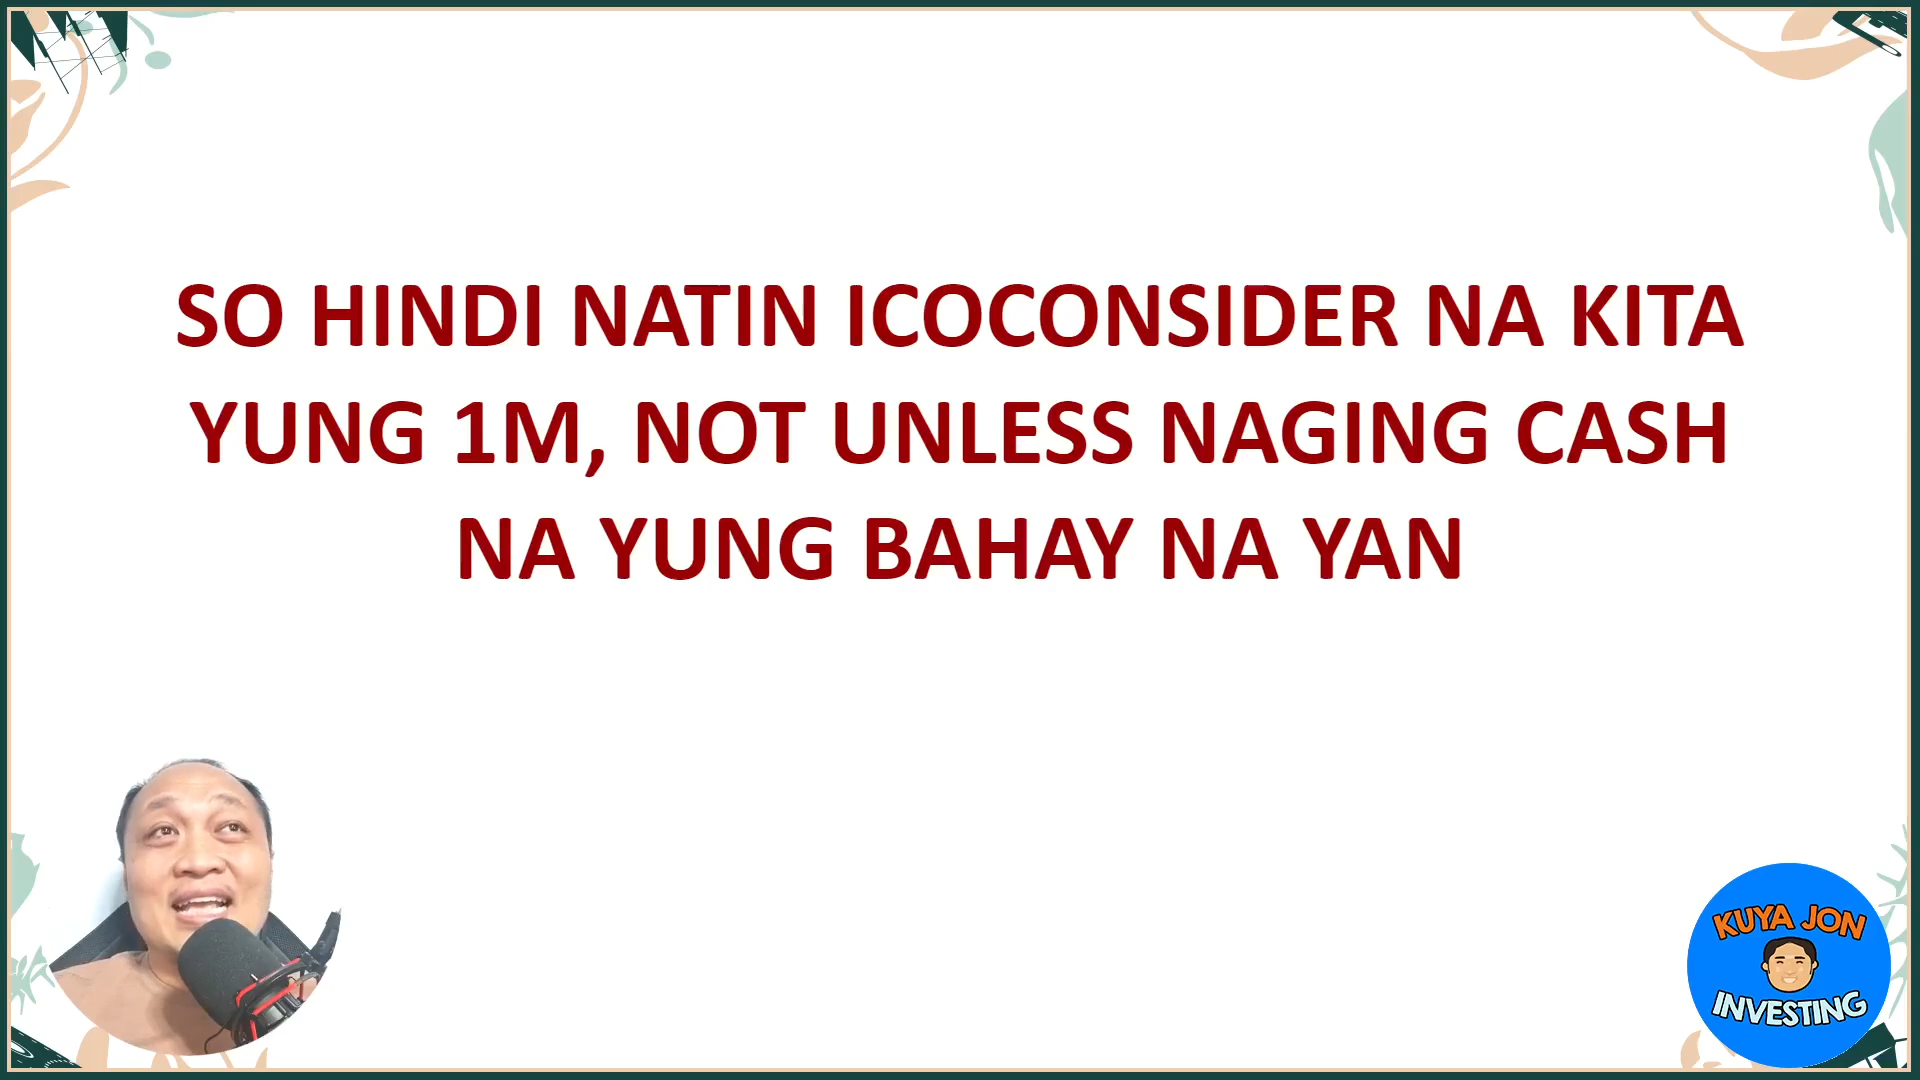 SO HINDI NATIN ICOCONSIDER NA KITA
YUNG 1M, NOT UNLESS NAGING CASH
NA YUNG BAHAY NA YAN
KUYA JON
INVESTING